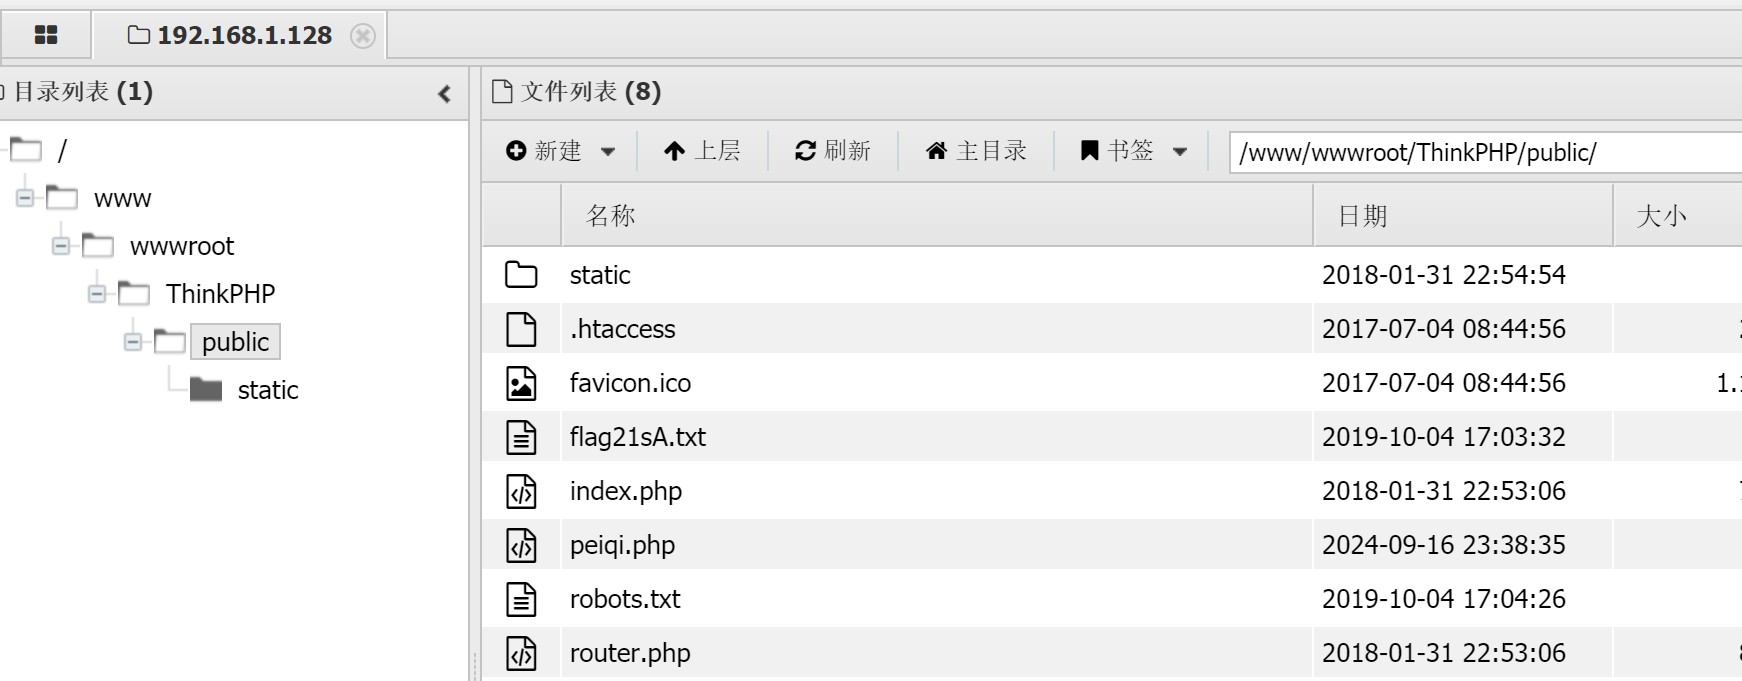 192.168.1.128
目录列表 (1)
文件列表 (8)
新建 上层 刷新 主目录 书签 /www/wwwroot/ThinkPHP/public/
/
www
wwwroot
ThinkPHP
public
static
名称 日期 大小
static 2018-01-31 22:54:54
.htaccess 2017-07-04 08:44:56
favicon.ico 2017-07-04 08:44:56
flag21sA.txt 2019-10-04 17:03:32
index.php 2018-01-31 22:53:06
peiqi.php 2024-09-16 23:38:35
robots.txt 2019-10-04 17:04:26
router.php 2018-01-31 22:53:06